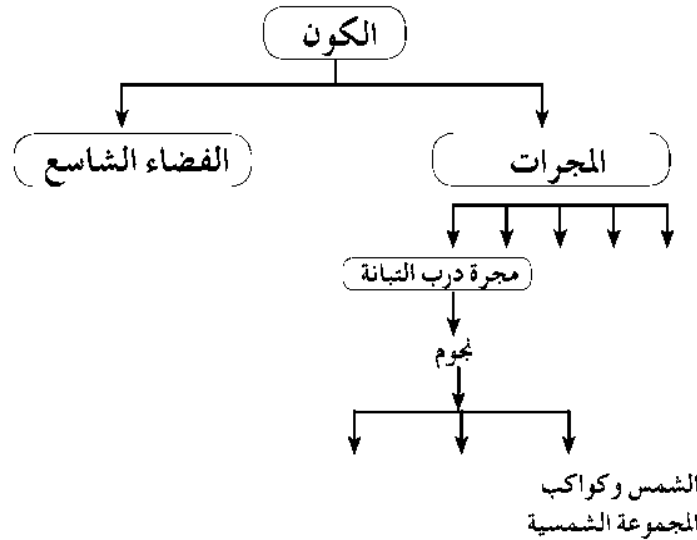 الكون
المجرات
الفضاء الشاسع
مجرة درب التبانة
نجوم
الشمس وكواكب
المجموعة الشمسية